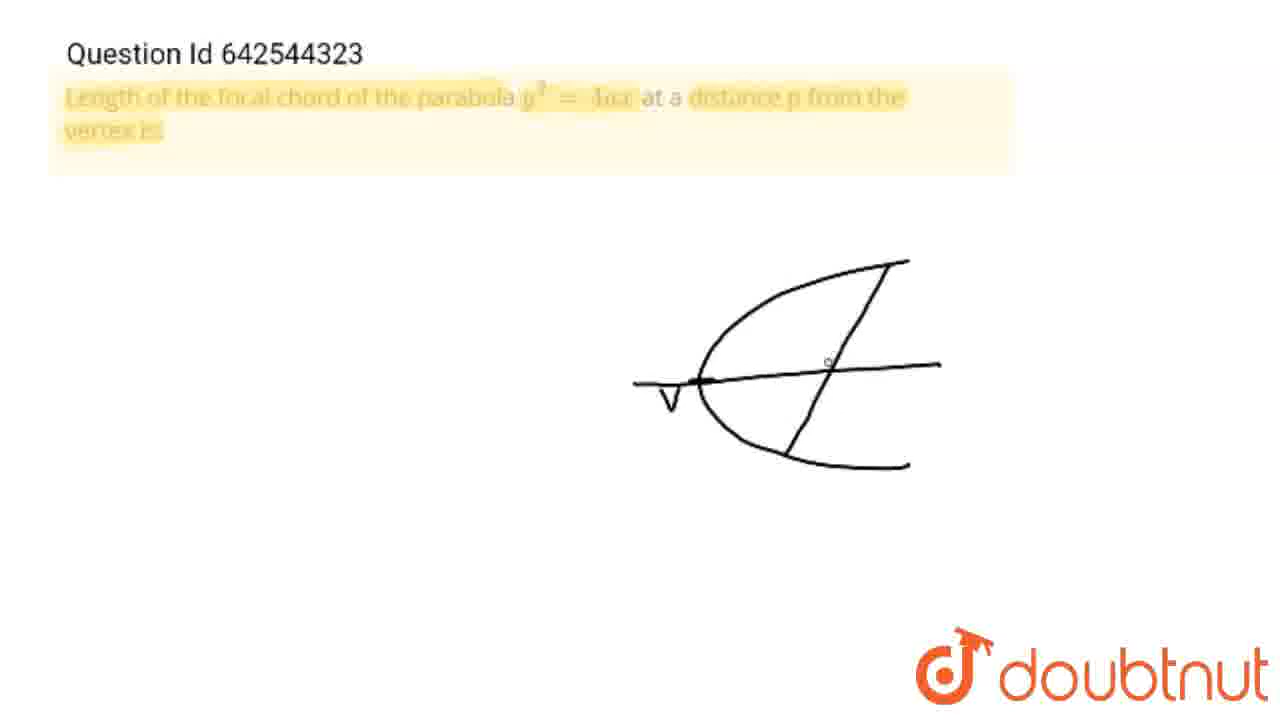 Question Id 642544323
Length of the focal chord of the parabola y² = 4ax at a distance p from the
vertex is:
V
doubtnut